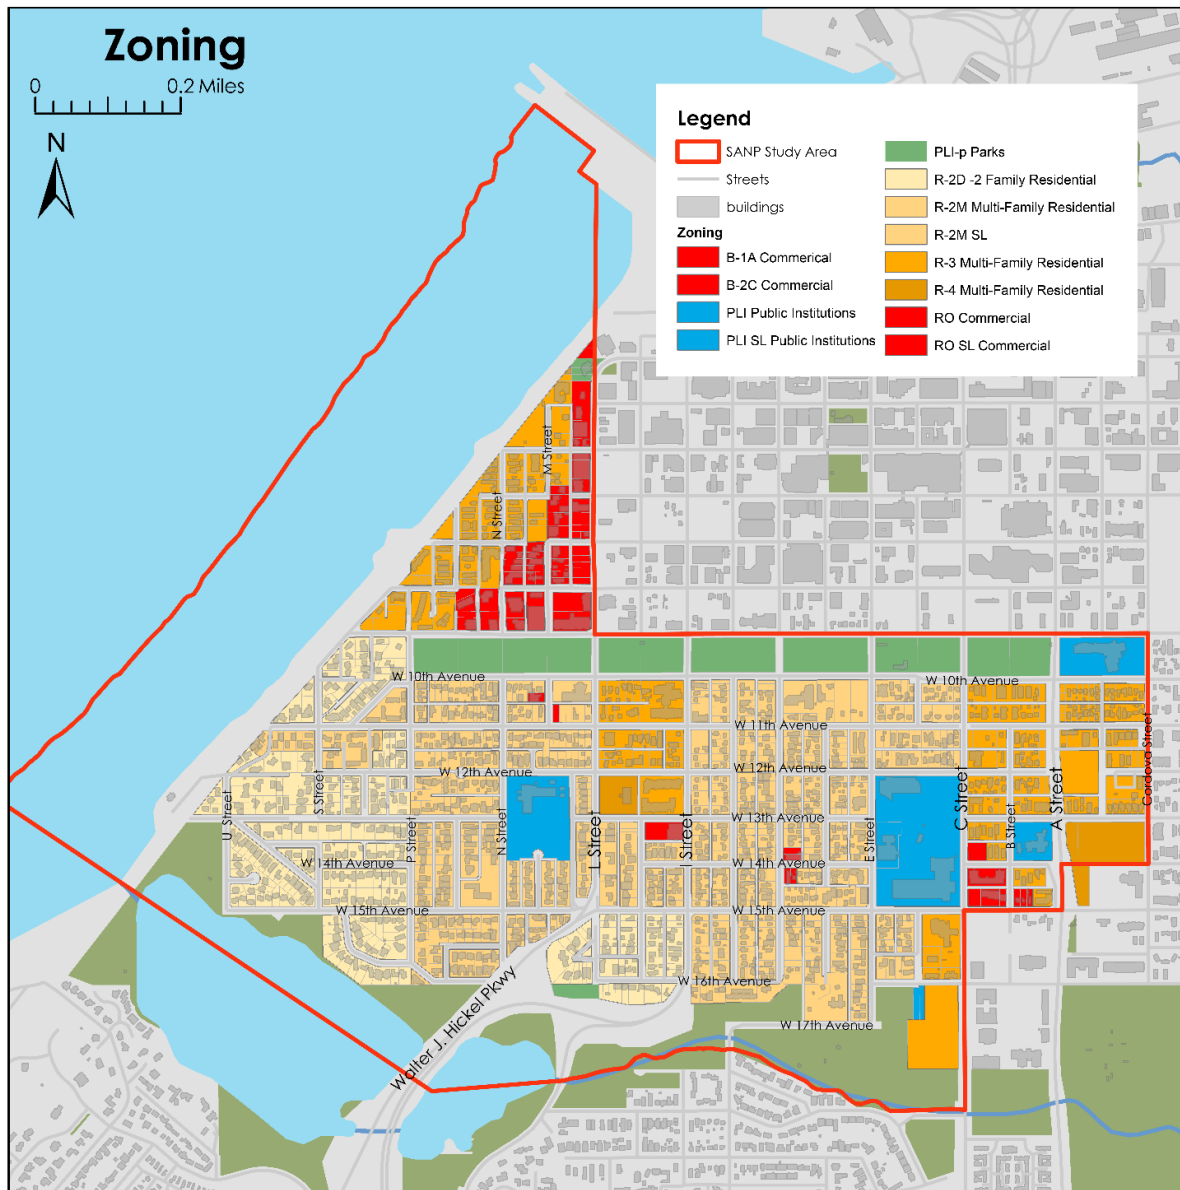 Zoning
0 0.2 Miles
N
Legend
SANP Study Area
Streets
buildings
Zoning
B-1A Commerical
B-2C Commercial
PLI Public Institutions
PLI SL Public Institutions
PLI-p Parks
R-2D -2 Family Residential
R-2M Multi-Family Residential
R-2M SL
R-3 Multi-Family Residential
R-4 Multi-Family Residential
RO Commercial
RO SL Commercial
M Street
N Street
W 10th Avenue
W 10th Avenue
W 11th Avenue
W 12th Avenue
W 12th Avenue
Cordova Street
S Street
U Street
P Street
N Street
L Street
I Street
W 13th Avenue
E Street
C Street
B Street
A Street
W 14th Avenue
W 14th Avenue
W 15th Avenue
W 15th Avenue
W 16th Avenue
W 17th Avenue
Walter J. Hickel Pkwy